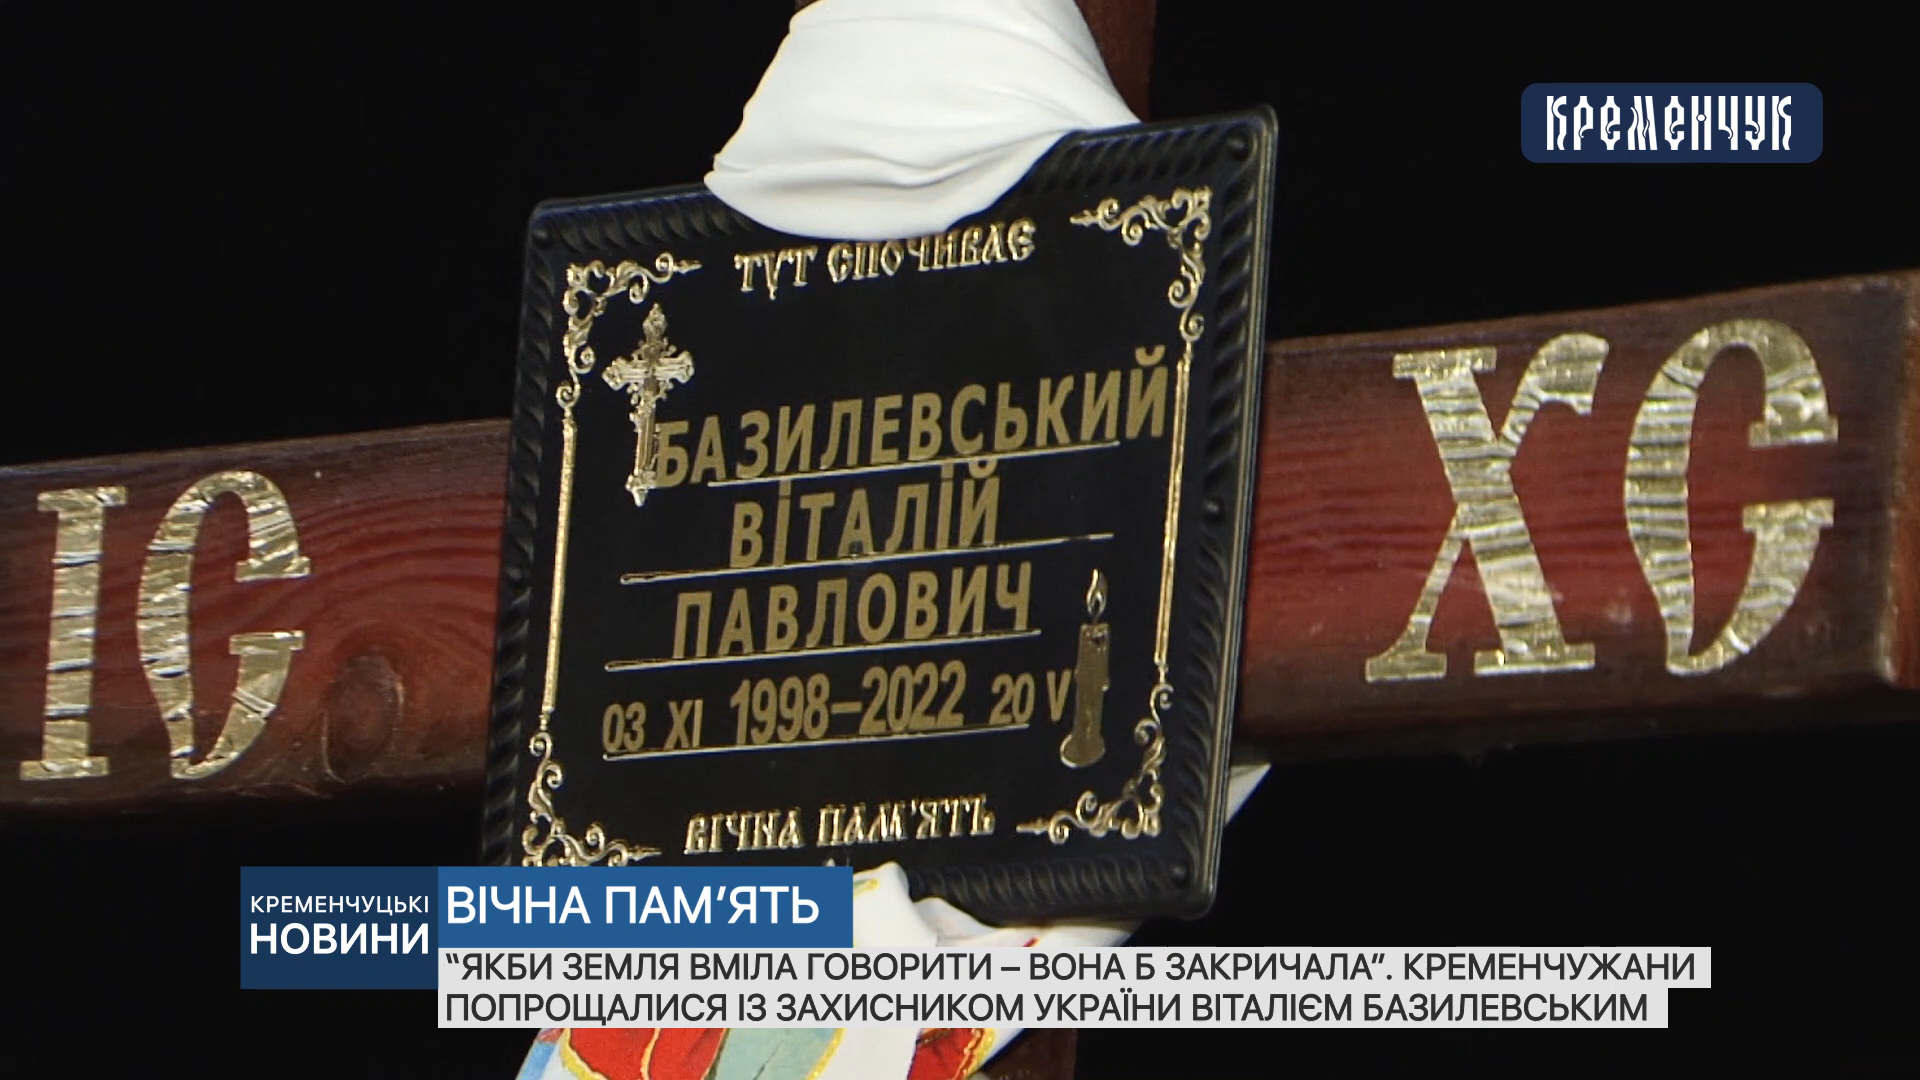 КРЕМЕНЧУК
ТУТ СПОЧИВАЄ
БАЗИЛЕВСЬКИЙ
ВІТАЛІЙ
ПАВЛОВИЧ
03 XI 1998–2022 20 V
ВІЧНА ПАМ'ЯТЬ
ІС ХС
КРЕМЕНЧУЦЬКІ
НОВИНИ
ВІЧНА ПАМ’ЯТЬ
“ЯКБИ ЗЕМЛЯ ВМІЛА ГОВОРИТИ – ВОНА Б ЗАКРИЧАЛА”. КРЕМЕНЧУЖАНИ
ПОПРОЩАЛИСЯ ІЗ ЗАХИСНИКОМ УКРАЇНИ ВІТАЛІЄМ БАЗИЛЕВСЬКИМ